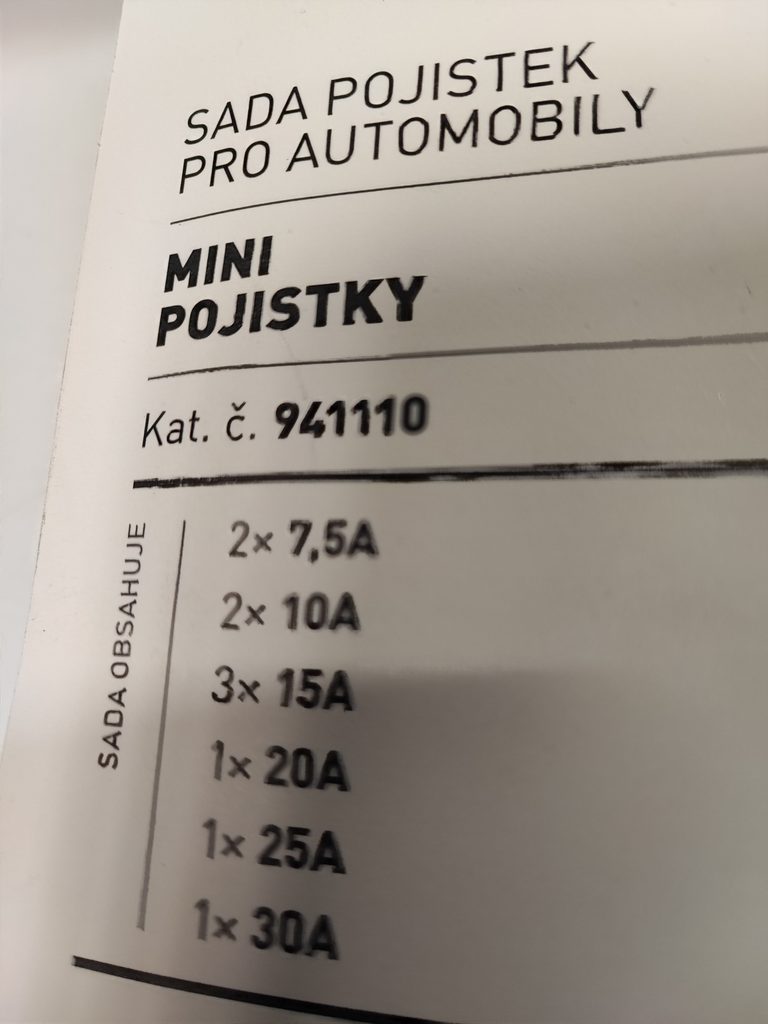 SADA POJISTEK
PRO AUTOMOBILY
MINI
POJISTKY
Kat. č. 941110
SADA OBSAHUJE
2× 7,5A
2× 10A
3× 15A
1× 20A
1× 25A
1× 30A